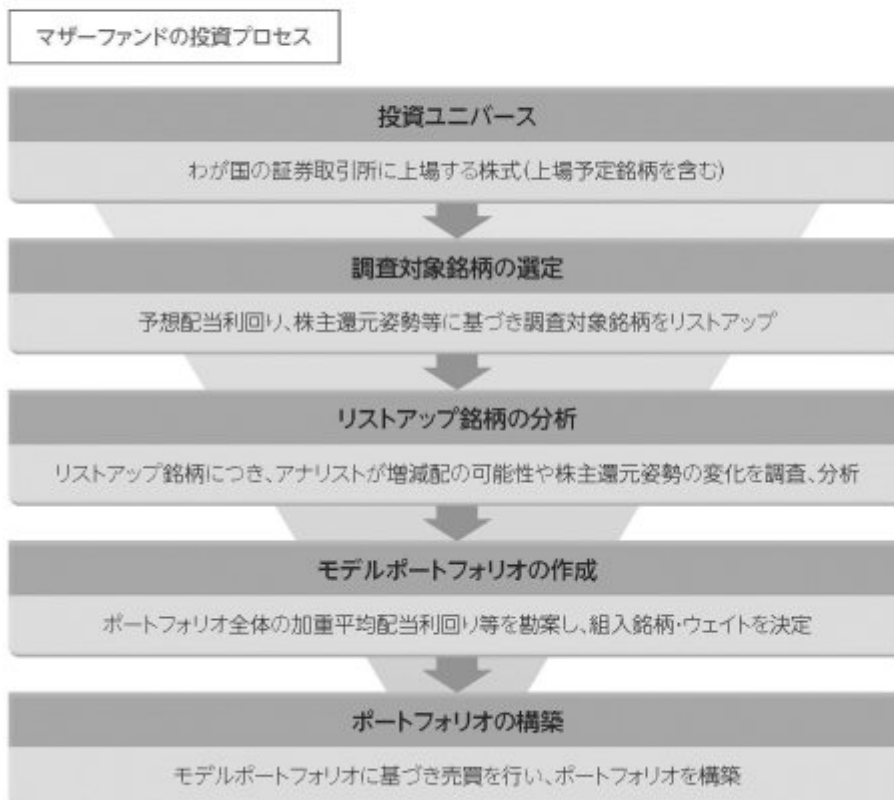 マザーファンドの投資プロセス
投資ユニバース
わが国の証券取引所に上場する株式(上場予定銘柄を含む)
調査対象銘柄の選定
予想配当利回り、株主還元姿勢等に基づき調査対象銘柄をリストアップ
リストアップ銘柄の分析
リストアップ銘柄につき、アナリストが増減配の可能性や株主還元姿勢の変化を調査、分析
モデルポートフォリオの作成
ポートフォリオ全体の加重平均配当利回り等を勘案し、組入銘柄・ウェイトを決定
ポートフォリオの構築
モデルポートフォリオに基づき売買を行い、ポートフォリオを構築